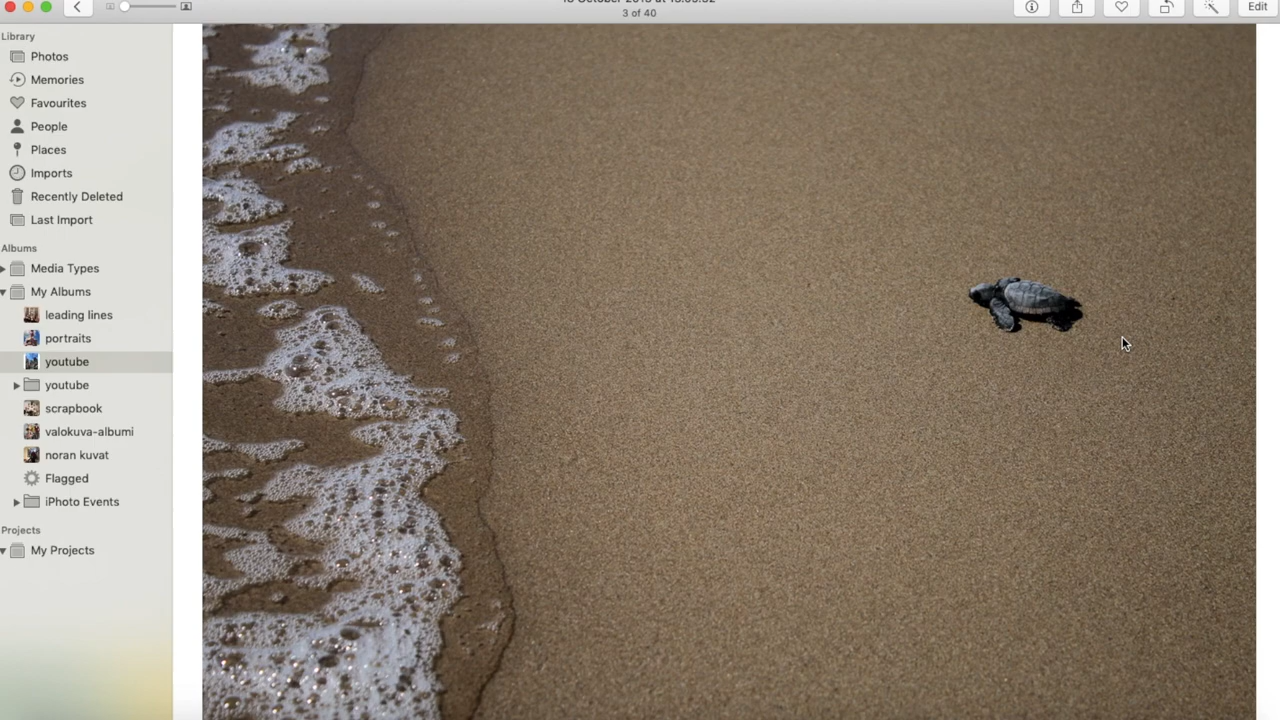 3 of 40
Edit
Library
Photos
Memories
Favourites
People
Places
Imports
Recently Deleted
Last Import
Albums
Media Types
My Albums
leading lines
portraits
youtube
youtube
scrapbook
valokuva-albumi
noran kuvat
Flagged
iPhoto Events
Projects
My Projects